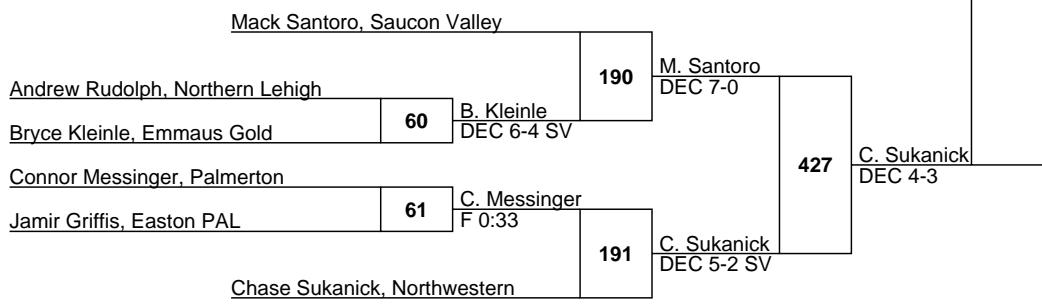 Mack Santoro, Saucon Valley
190
M. Santoro
DEC 7-0
Andrew Rudolph, Northern Lehigh
60
B. Kleinle
DEC 6-4 SV
Bryce Kleinle, Emmaus Gold
427
C. Sukanick
DEC 4-3
Connor Messinger, Palmerton
61
C. Messinger
F 0:33
Jamir Griffis, Easton PAL
191
C. Sukanick
DEC 5-2 SV
Chase Sukanick, Northwestern